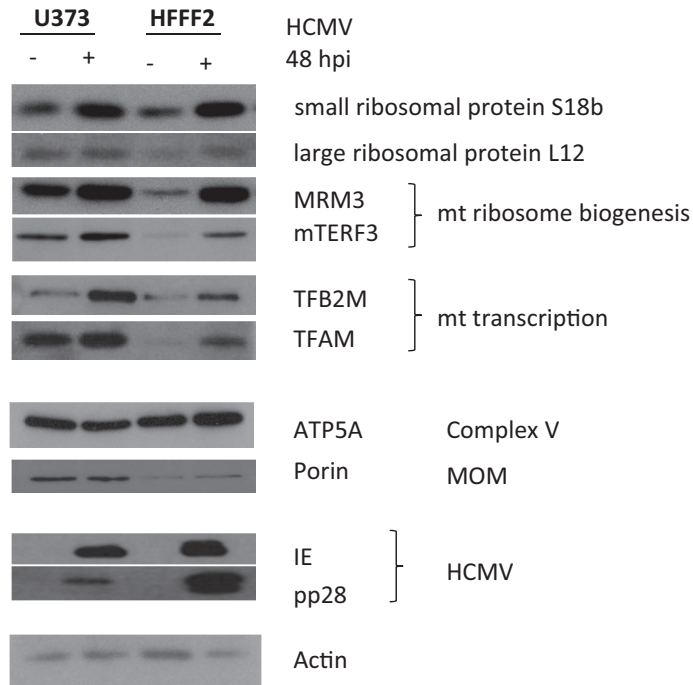 U373 HFFF2 HCMV
- + - + 48 hpi
small ribosomal protein S18b
large ribosomal protein L12
MRM3
mt ribosome biogenesis
mTERF3
TFB2M
mt transcription
TFAM
ATP5A Complex V
Porin MOM
IE
HCMV
pp28
Actin